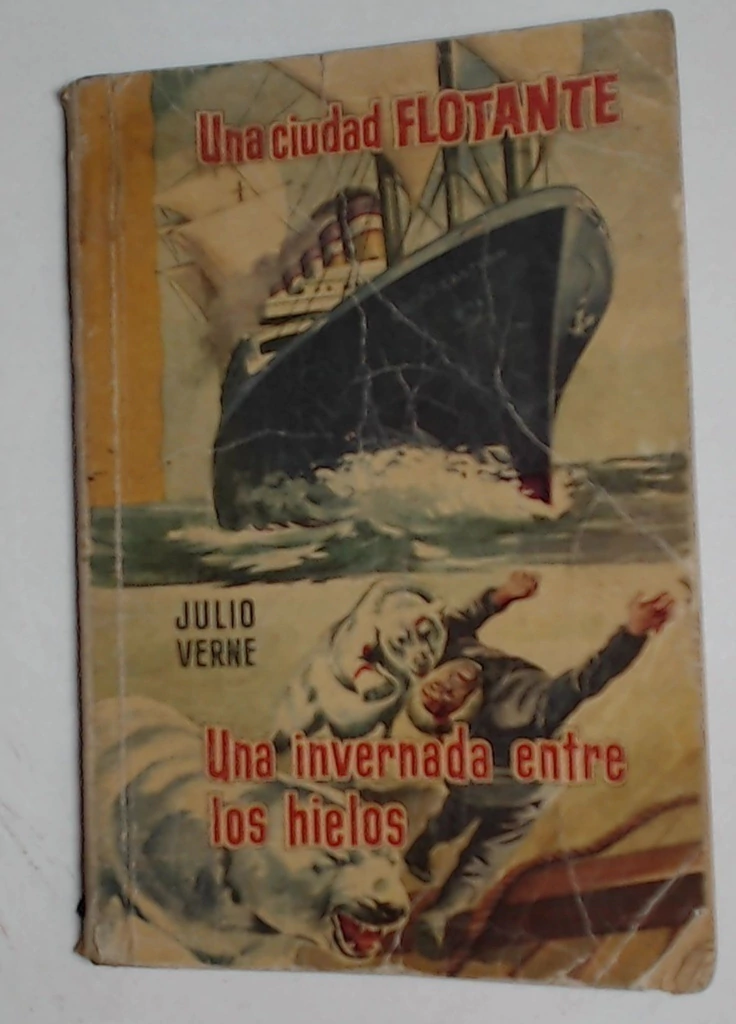 Una ciudad FLOTANTE
JULIO
VERNE
Una invernada entre
los hielos